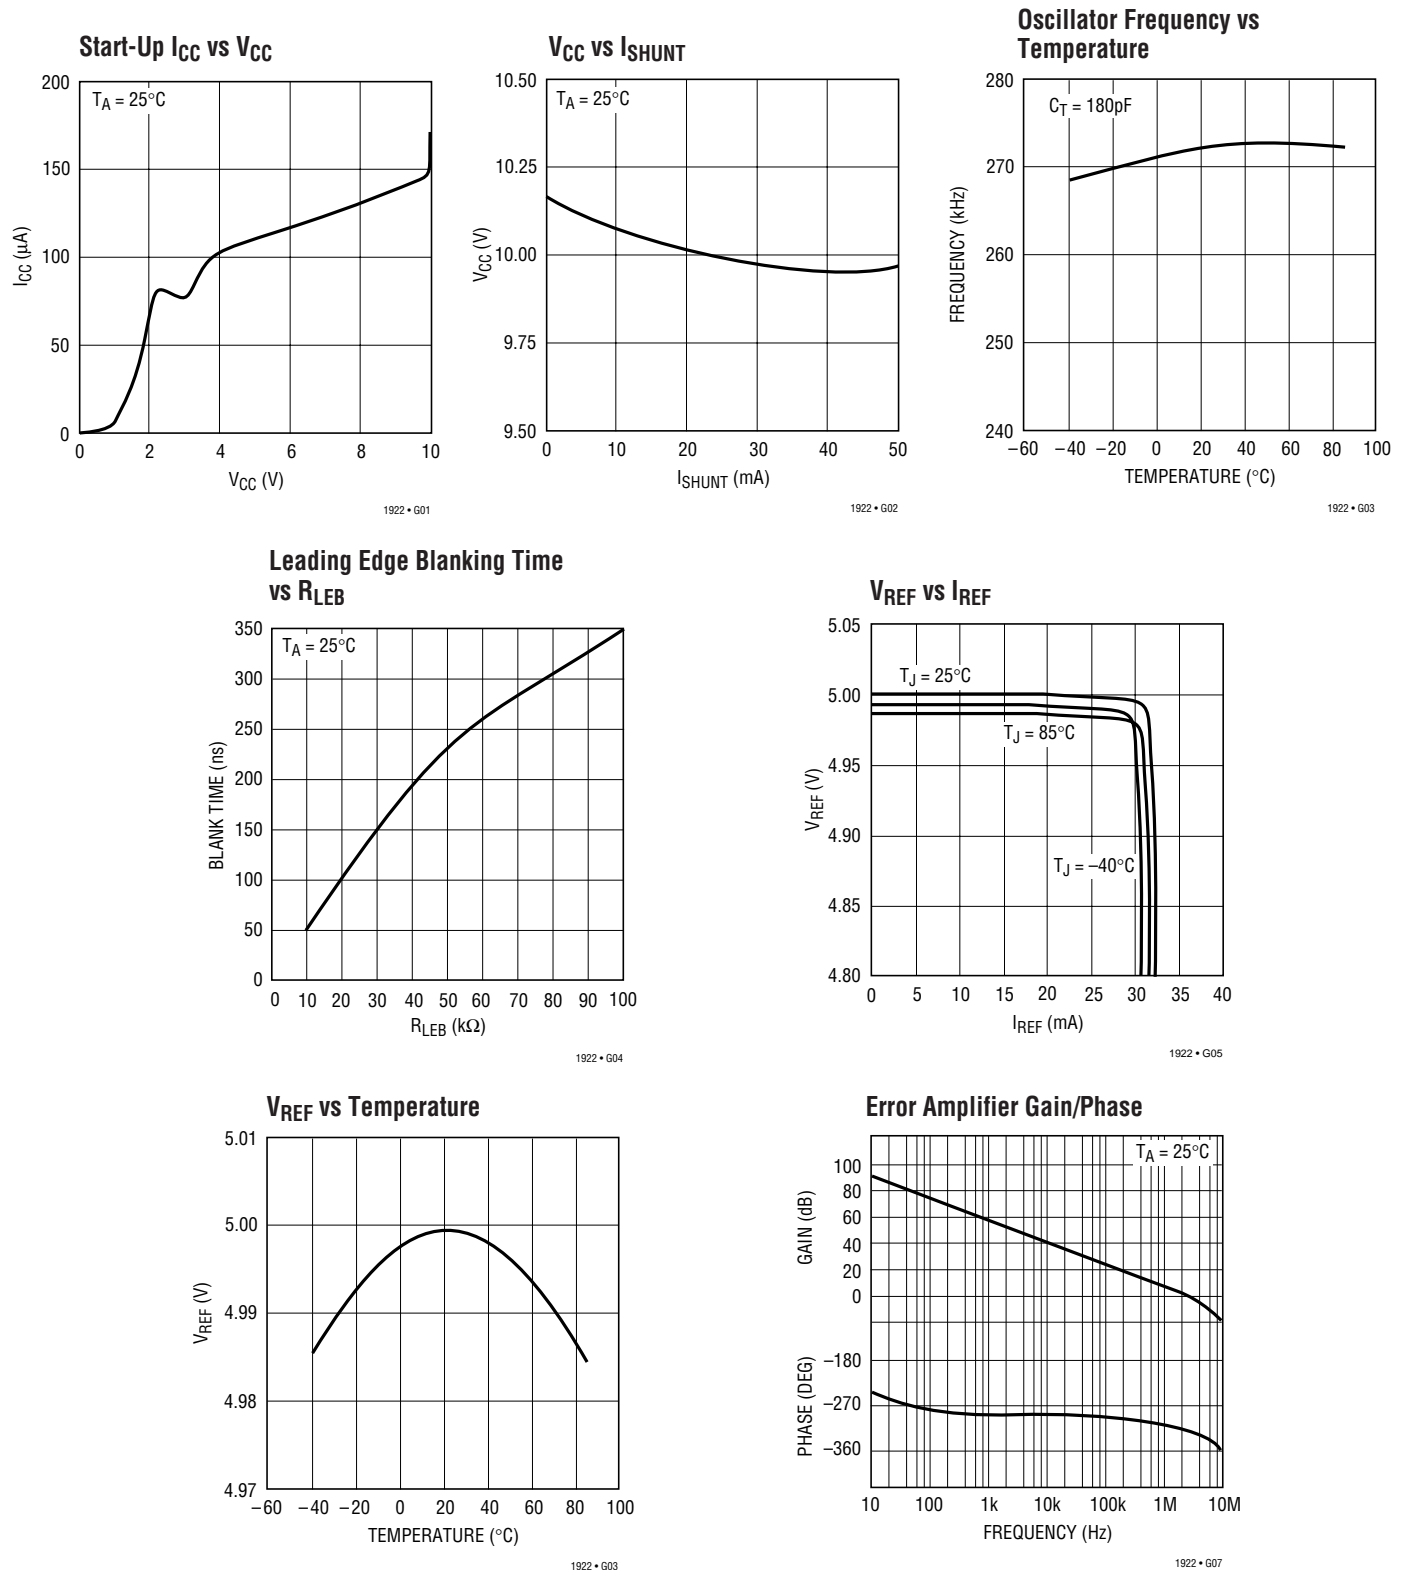 Start-Up ICC vs VCC
200
150
100
50
0
ICC (µA)
TA = 25°C
0 2 4 6 8 10
VCC (V)
1922 • G01
VCC vs ISHUNT
10.50
10.25
10.00
9.75
9.50
VCC (V)
TA = 25°C
0 10 20 30 40 50
ISHUNT (mA)
1922 • G02
Oscillator Frequency vs
Temperature
280
270
260
250
240
FREQUENCY (kHz)
CT = 180pF
–60 –40 –20 0 20 40 60 80 100
TEMPERATURE (°C)
1922 • G03
Leading Edge Blanking Time
vs RLEB
350
300
250
200
150
100
50
0
BLANK TIME (ns)
TA = 25°C
0 10 20 30 40 50 60 70 80 90 100
RLEB (kΩ)
1922 • G04
VREF vs IREF
5.05
5.00
4.95
4.90
4.85
4.80
VREF (V)
TJ = 25°C
TJ = 85°C
TJ = –40°C
0 5 10 15 20 25 30 35 40
IREF (mA)
1922 • G05
VREF vs Temperature
5.01
5.00
4.99
4.98
4.97
VREF (V)
–60 –40 –20 0 20 40 60 80 100
TEMPERATURE (°C)
1922 • G03
Error Amplifier Gain/Phase
100
80
60
40
20
0
GAIN (dB)
TA = 25°C
–180
–270
–360
PHASE (DEG)
10 100 1k 10k 100k 1M 10M
FREQUENCY (Hz)
1922 • G07